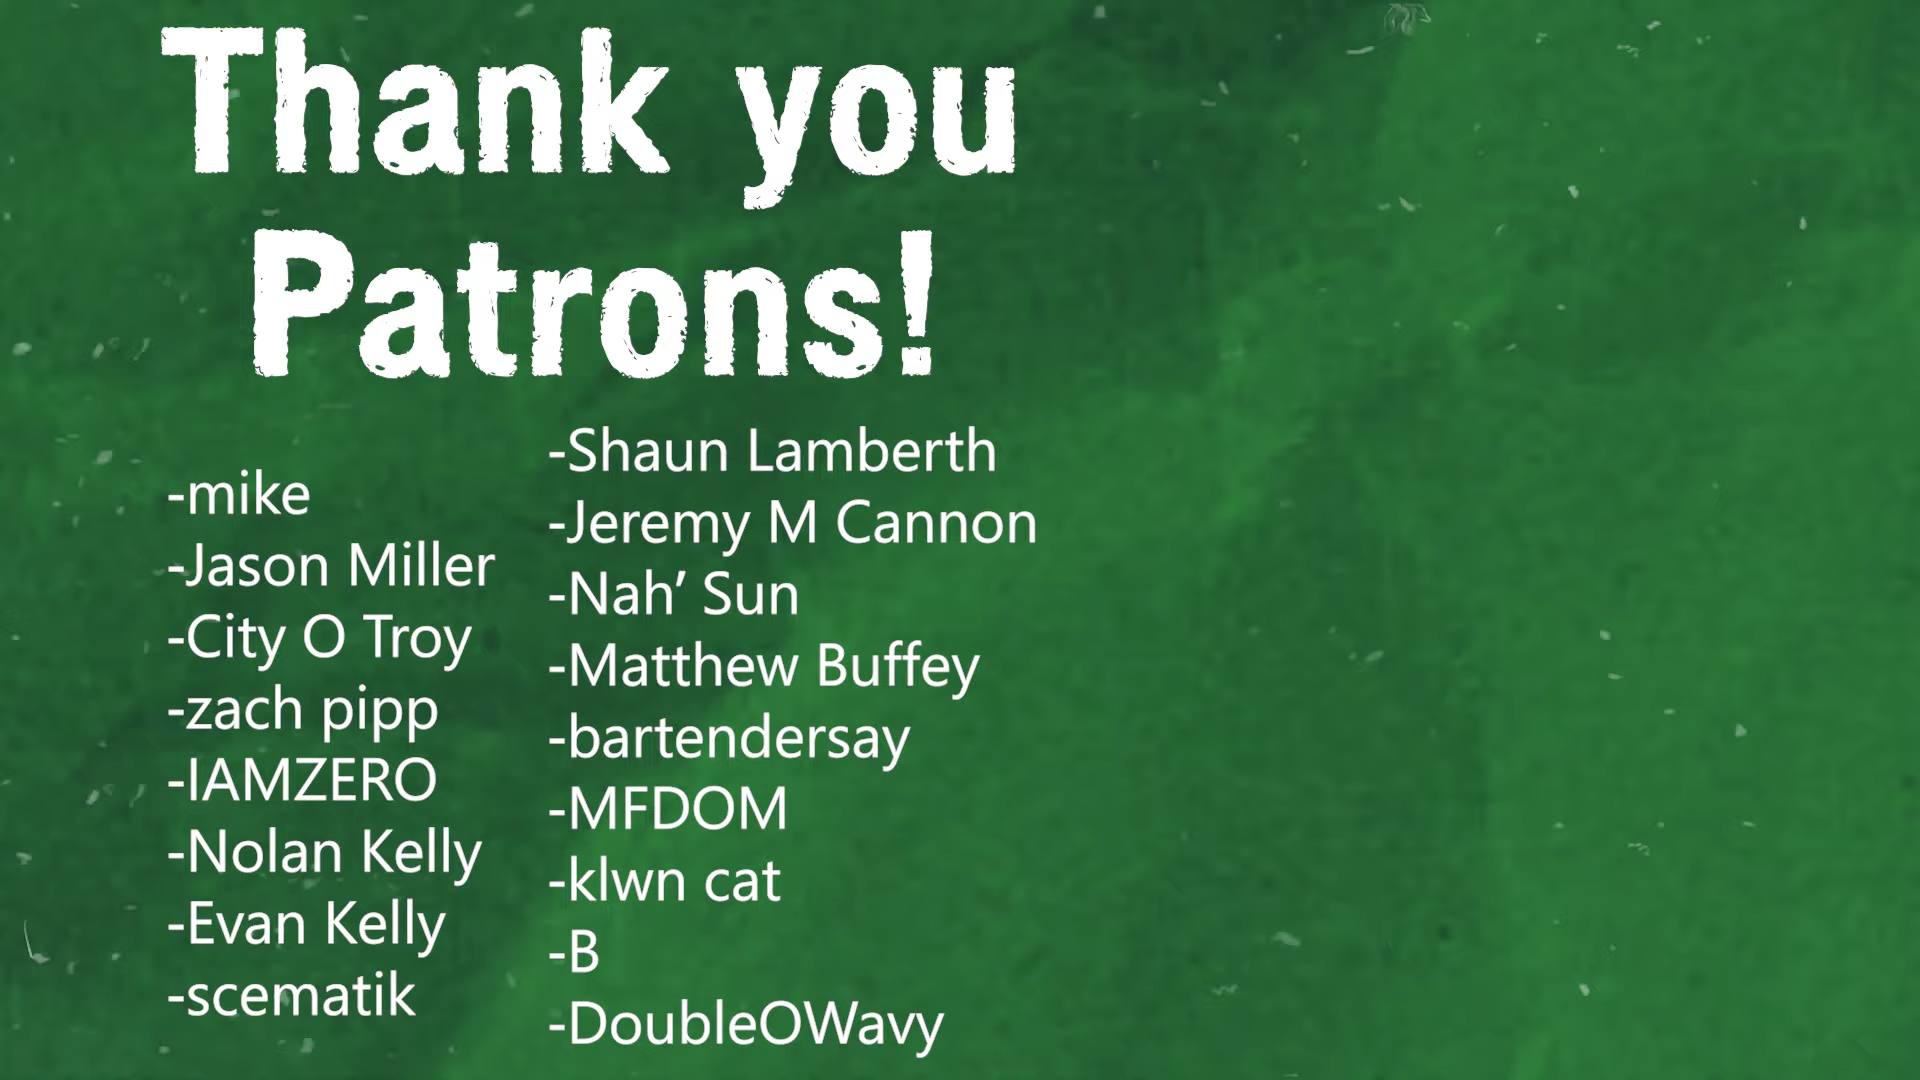 Thank you
Patrons!
-mike
-Jason Miller
-City O Troy
-zach pipp
-IAMZERO
-Nolan Kelly
-Evan Kelly
-scematik
-Shaun Lamberth
-Jeremy M Cannon
-Nah’ Sun
-Matthew Buffey
-bartendersay
-MFDOM
-klwn cat
-B
-DoubleOWavy